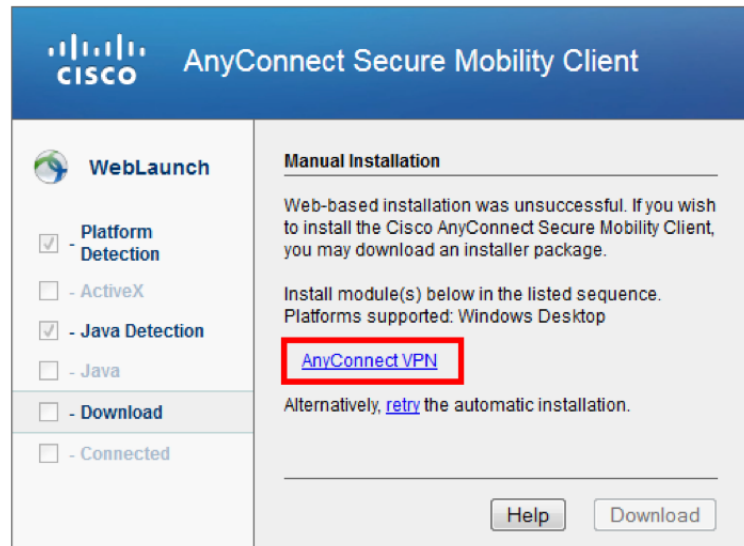 CISCO
AnyConnect Secure Mobility Client
WebLaunch
- Platform
Detection
- ActiveX
- Java Detection
- Java
- Download
- Connected
Manual Installation
Web-based installation was unsuccessful. If you wish
to install the Cisco AnyConnect Secure Mobility Client,
you may download an installer package.
Install module(s) below in the listed sequence.
Platforms supported: Windows Desktop
AnyConnect VPN
Alternatively, retry the automatic installation.
Help
Download